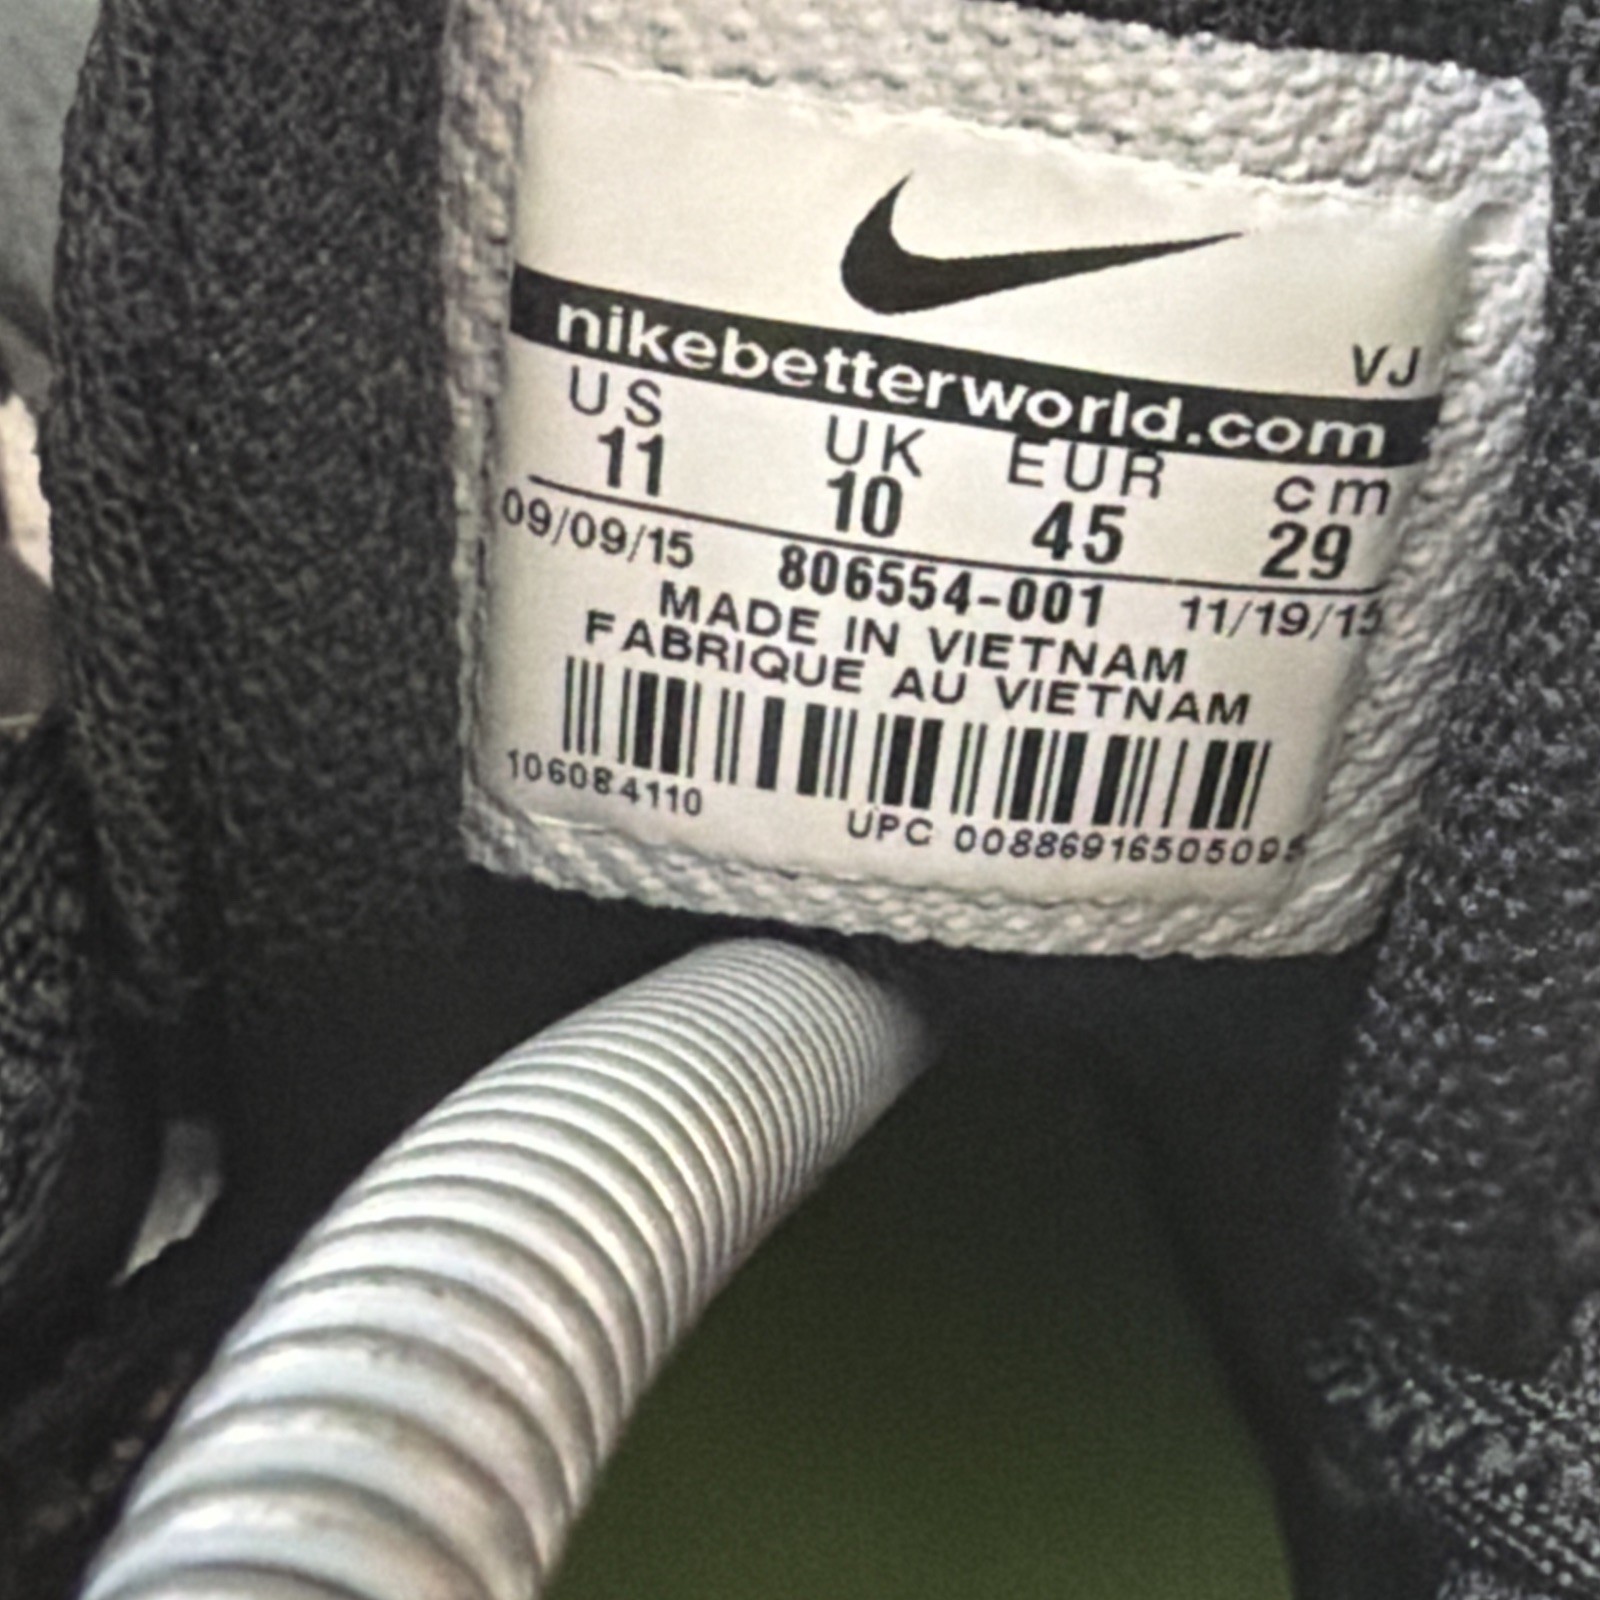 VJ
nikebetterworld.com
US UK EUR cm
11 10 45 29
09/09/15 806554-001 11/19/15
MADE IN VIETNAM
FABRIQUE AU VIETNAM
106084110
UPC 00886916505095